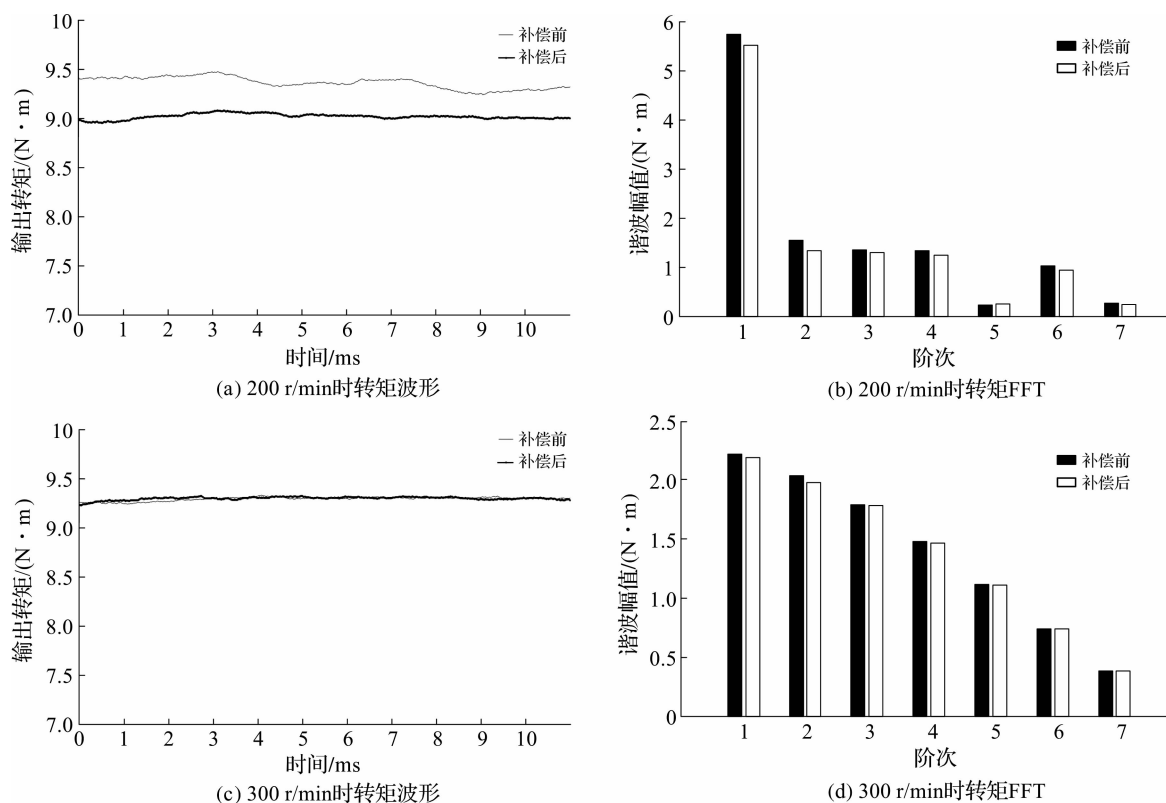 10
9.5
9.0
8.5
8.0
7.5
7.0
输出转矩/(N·m)
补偿前
补偿后
0 1 2 3 4 5 6 7 8 9 10
时间/ms
(a) 200 r/min时转矩波形
6
5
4
3
2
1
0
谐波幅值/(N·m)
补偿前
补偿后
1 2 3 4 5 6 7
阶次
(b) 200 r/min时转矩FFT
10
9.5
9.0
8.5
8.0
7.5
7.0
输出转矩/(N·m)
补偿前
补偿后
0 1 2 3 4 5 6 7 8 9 10
时间/ms
(c) 300 r/min时转矩波形
2.5
2.0
1.5
1.0
0.5
0
谐波幅值/(N·m)
补偿前
补偿后
1 2 3 4 5 6 7
阶次
(d) 300 r/min时转矩FFT